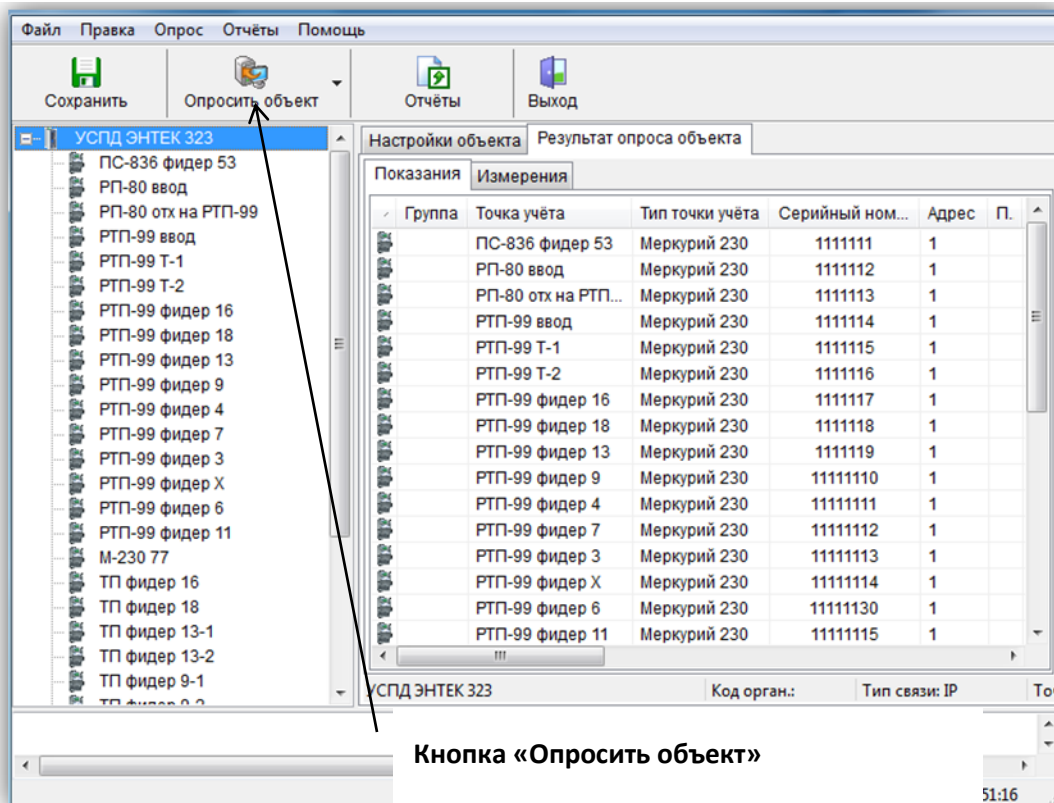 Файл Правка Опрос Отчёты Помощь
Сохранить Опросить объект Отчёты Выход
УСПД ЭНТЕК 323
ПС-836 фидер 53
РП-80 ввод
РП-80 отх на РТП-99
РТП-99 ввод
РТП-99 Т-1
РТП-99 Т-2
РТП-99 фидер 16
РТП-99 фидер 18
РТП-99 фидер 13
РТП-99 фидер 9
РТП-99 фидер 4
РТП-99 фидер 7
РТП-99 фидер 3
РТП-99 фидер Х
РТП-99 фидер 6
РТП-99 фидер 11
М-230 77
ТП фидер 16
ТП фидер 18
ТП фидер 13-1
ТП фидер 13-2
ТП фидер 9-1
ТП фидер 9-2
Настройки объекта Результат опроса объекта
Показания Измерения
Группа Точка учёта Тип точки учёта Серийный ном... Адрес П.
ПС-836 фидер 53 Меркурий 230 1111111 1
РП-80 ввод Меркурий 230 1111112 1
РП-80 отх на РТП... Меркурий 230 1111113 1
РТП-99 ввод Меркурий 230 1111114 1
РТП-99 Т-1 Меркурий 230 1111115 1
РТП-99 Т-2 Меркурий 230 1111116 1
РТП-99 фидер 16 Меркурий 230 1111117 1
РТП-99 фидер 18 Меркурий 230 1111118 1
РТП-99 фидер 13 Меркурий 230 1111119 1
РТП-99 фидер 9 Меркурий 230 11111110 1
РТП-99 фидер 4 Меркурий 230 11111111 1
РТП-99 фидер 7 Меркурий 230 11111112 1
РТП-99 фидер 3 Меркурий 230 11111113 1
РТП-99 фидер Х Меркурий 230 11111114 1
РТП-99 фидер 6 Меркурий 230 11111130 1
РТП-99 фидер 11 Меркурий 230 11111115 1
УСПД ЭНТЕК 323 Код орган.: Тип связи: IP То
Кнопка «Опросить объект»
51:16